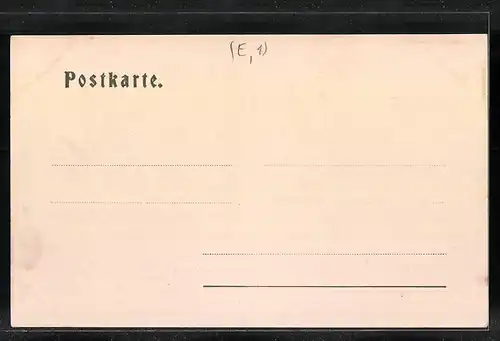 (E, 1)
Postkarte.